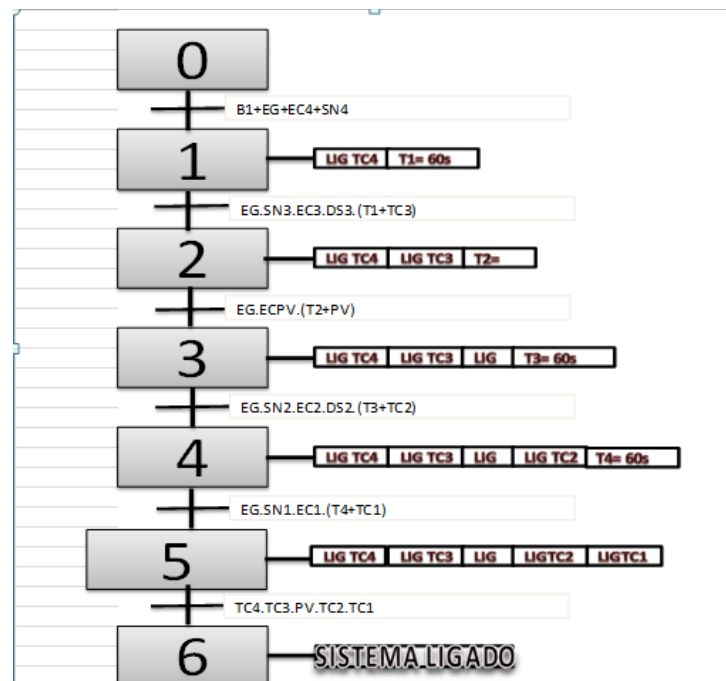 0
B1+EG+EC4+SN4
1 LIG TC4 T1= 60s
EG.SN3.EC3.DS3.(T1+TC3)
2 LIG TC4 LIG TC3 T2=
EG.ECPV.(T2+PV)
3 LIG TC4 LIG TC3 LIG T3= 60s
EG.SN2.EC2.DS2.(T3+TC2)
4 LIG TC4 LIG TC3 LIG LIG TC2 T4= 60s
EG.SN1.EC1.(T4+TC1)
5 LIG TC4 LIG TC3 LIG LIGTC2 LIGTC1
TC4.TC3.PV.TC2.TC1
6 SISTEMA LIGADO